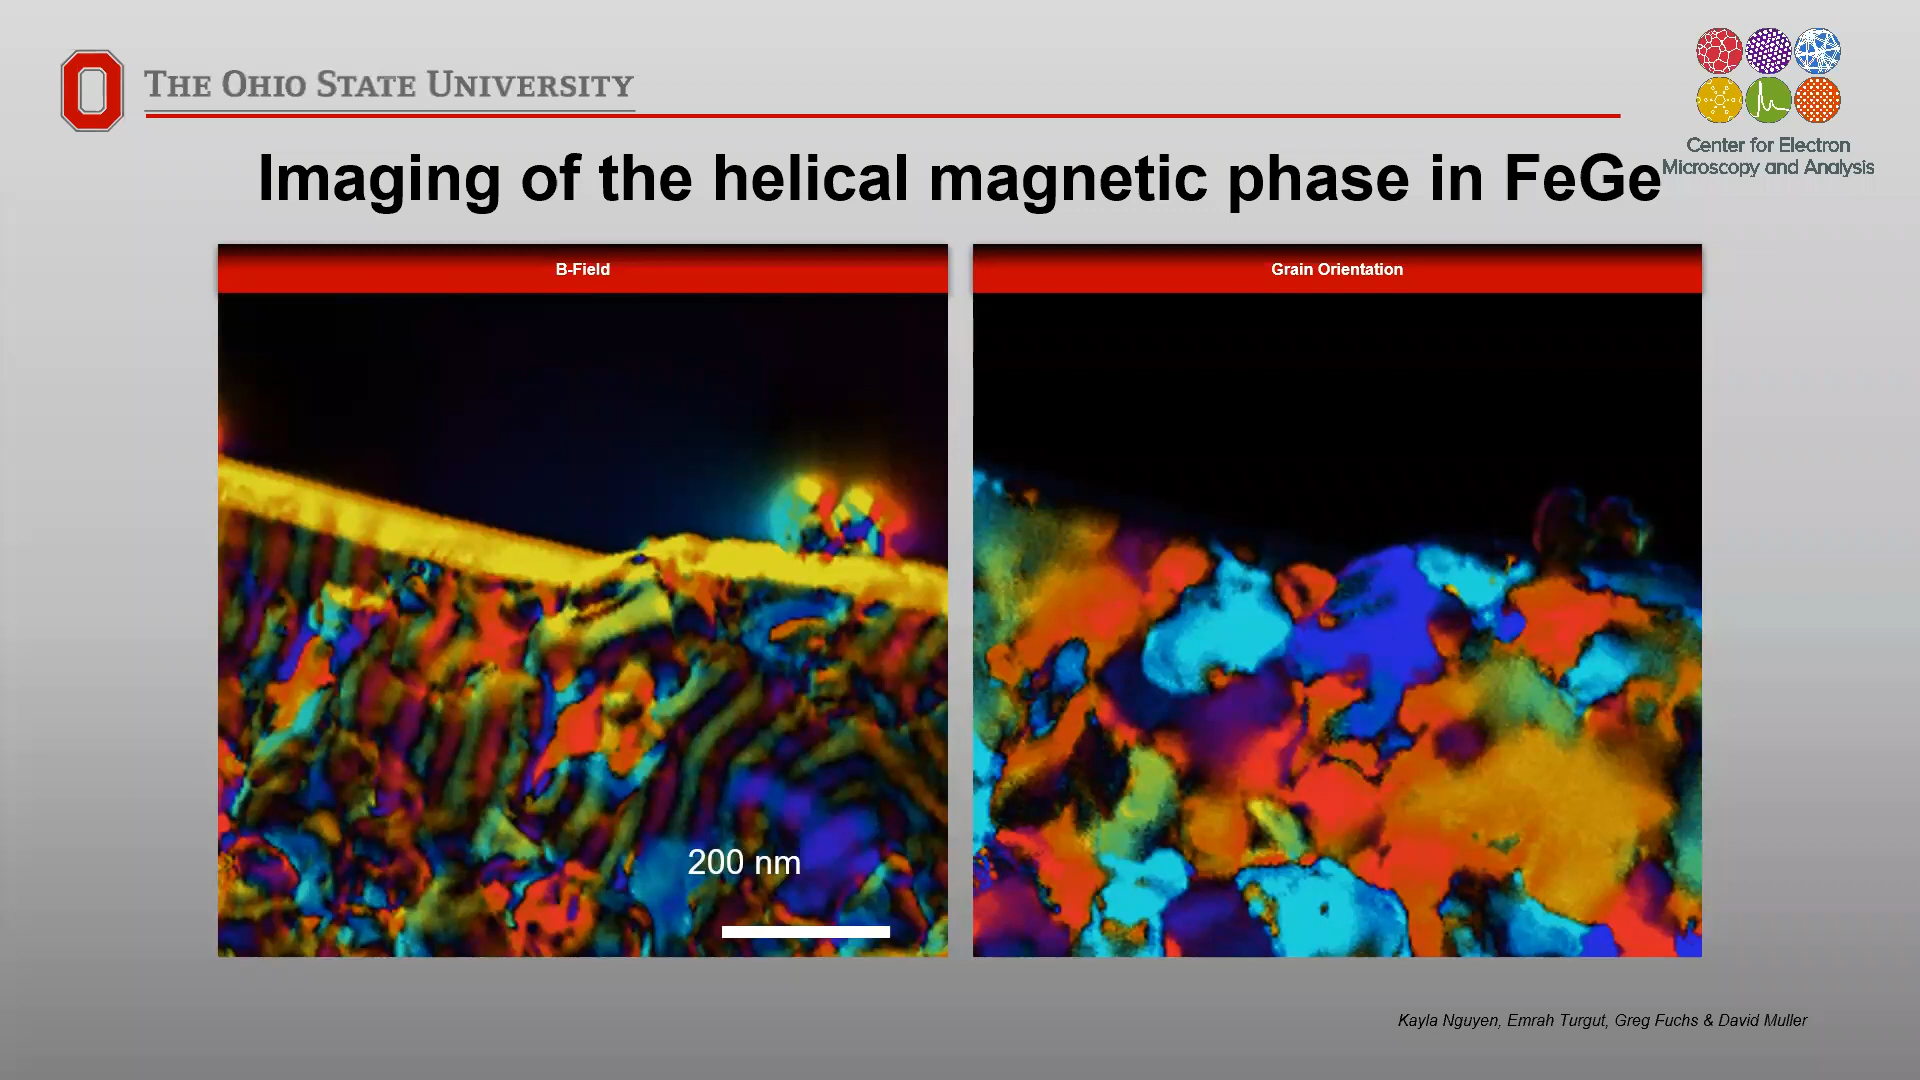 THE OHIO STATE UNIVERSITY
Center for Electron
Microscopy and Analysis
Imaging of the helical magnetic phase in FeGe
B-Field
Grain Orientation
200 nm
Kayla Nguyen, Emrah Turgut, Greg Fuchs & David Muller